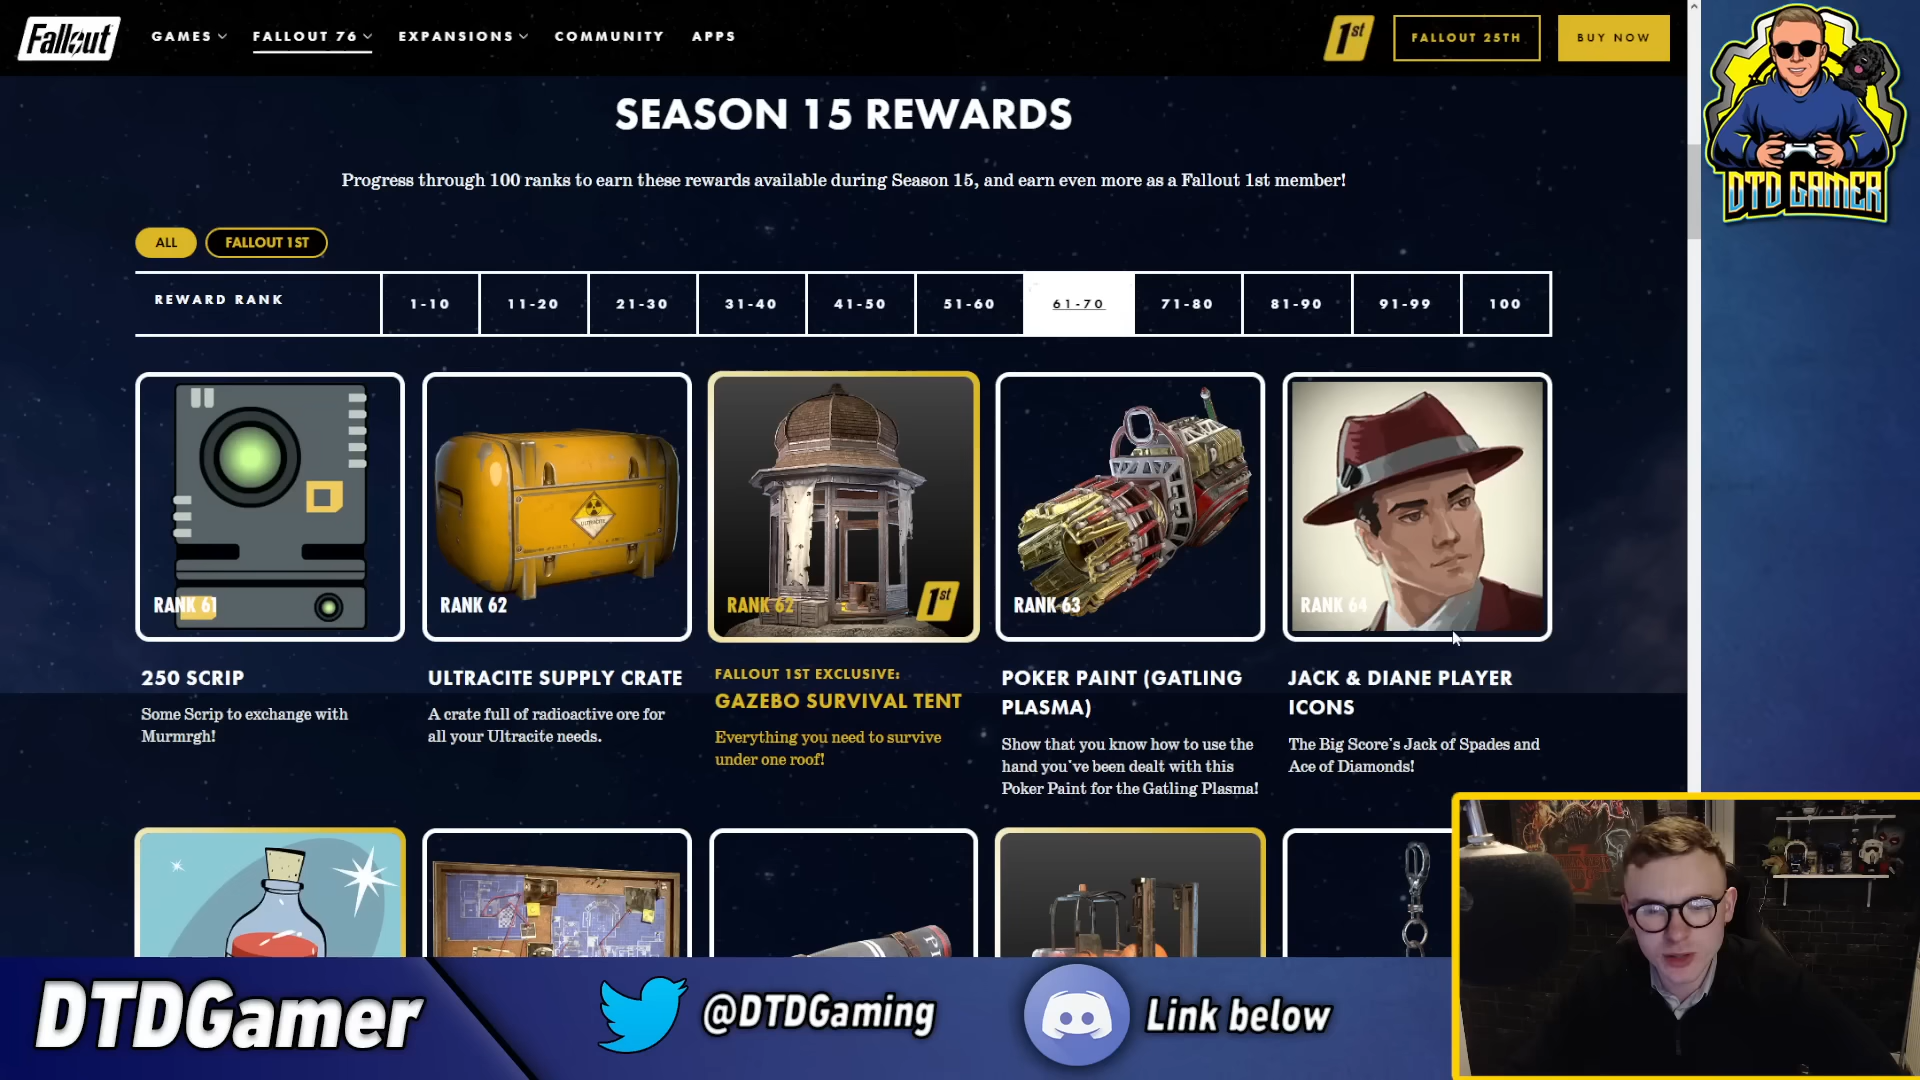 Fallout
GAMES
FALLOUT 76
EXPANSIONS
COMMUNITY
APPS
1st
FALLOUT 25TH
BUY NOW
DTD GAMER
SEASON 15 REWARDS
Progress through 100 ranks to earn these rewards available during Season 15, and earn even more as a Fallout 1st member!
ALL
FALLOUT 1ST
REWARD RANK
1-10
11-20
21-30
31-40
41-50
51-60
61-70
71-80
81-90
91-99
100
ULTRACITE
RANK 61
RANK 62
RANK 62
1st
RANK 63
RANK 64
250 SCRIP
Some Scrip to exchange with
Murmrgh!
ULTRACITE SUPPLY CRATE
A crate full of radioactive ore for
all your Ultracite needs.
FALLOUT 1ST EXCLUSIVE:
GAZEBO SURVIVAL TENT
Everything you need to survive
under one roof!
POKER PAINT (GATLING
PLASMA)
Show that you know how to use the
hand you've been dealt with this
Poker Paint for the Gatling Plasma!
JACK & DIANE PLAYER
ICONS
The Big Score's Jack of Spades and
Ace of Diamonds!
DTDGamer
@DTDGaming
Link below